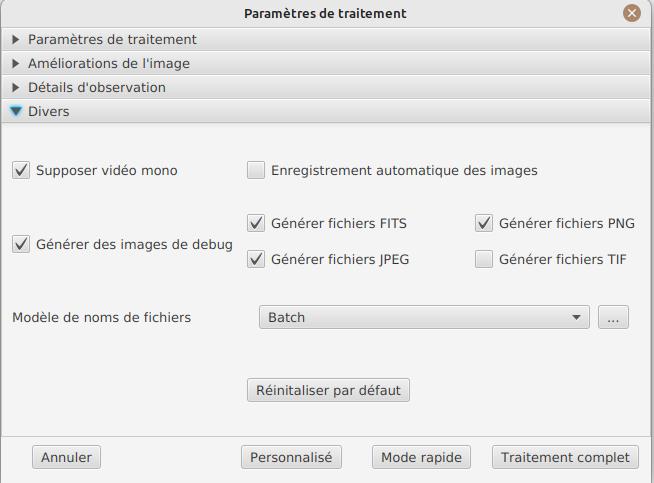 Paramètres de traitement
Paramètres de traitement
Améliorations de l'image
Détails d'observation
Divers
Supposer vidéo mono
Enregistrement automatique des images
Générer des images de debug
Générer fichiers FITS
Générer fichiers PNG
Générer fichiers JPEG
Générer fichiers TIF
Modèle de noms de fichiers
Batch
...
Réinitaliser par défaut
Annuler
Personnalisé
Mode rapide
Traitement complet